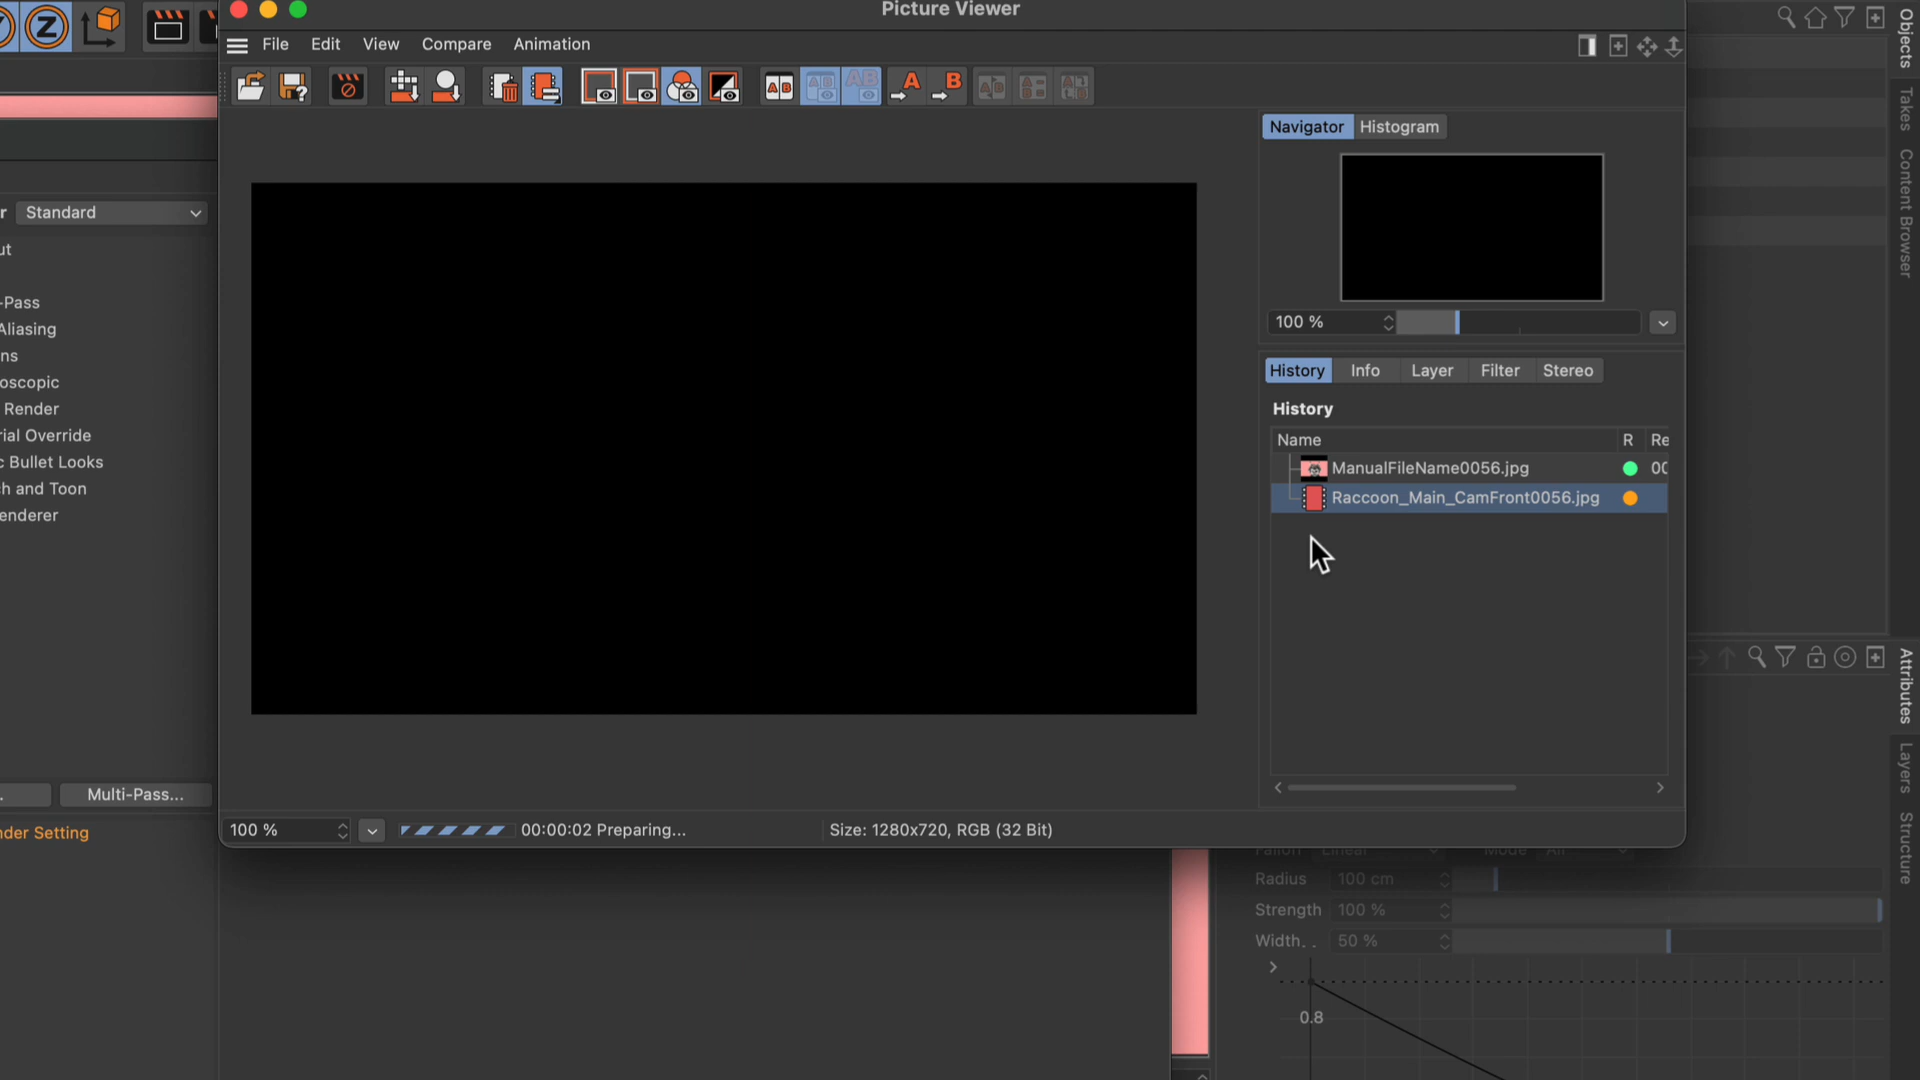 Picture Viewer
File Edit View Compare Animation
A B
Navigator Histogram
100 %
History Info Layer Filter Stereo
History
Name R Re
ManualFileName0056.jpg
Raccoon_Main_CamFront0056.jpg
100 %
00:00:02 Preparing...
Size: 1280x720, RGB (32 Bit)
Z
r Standard
ut
-Pass
Aliasing
ns
oscopic
Render
rial Override
c Bullet Looks
h and Toon
enderer
Multi-Pass...
der Setting
Objects
Takes
Content Browser
Attributes
Layers
Structure
Radius 100 cm
Strength 100 %
Width. . 50 %
0.8